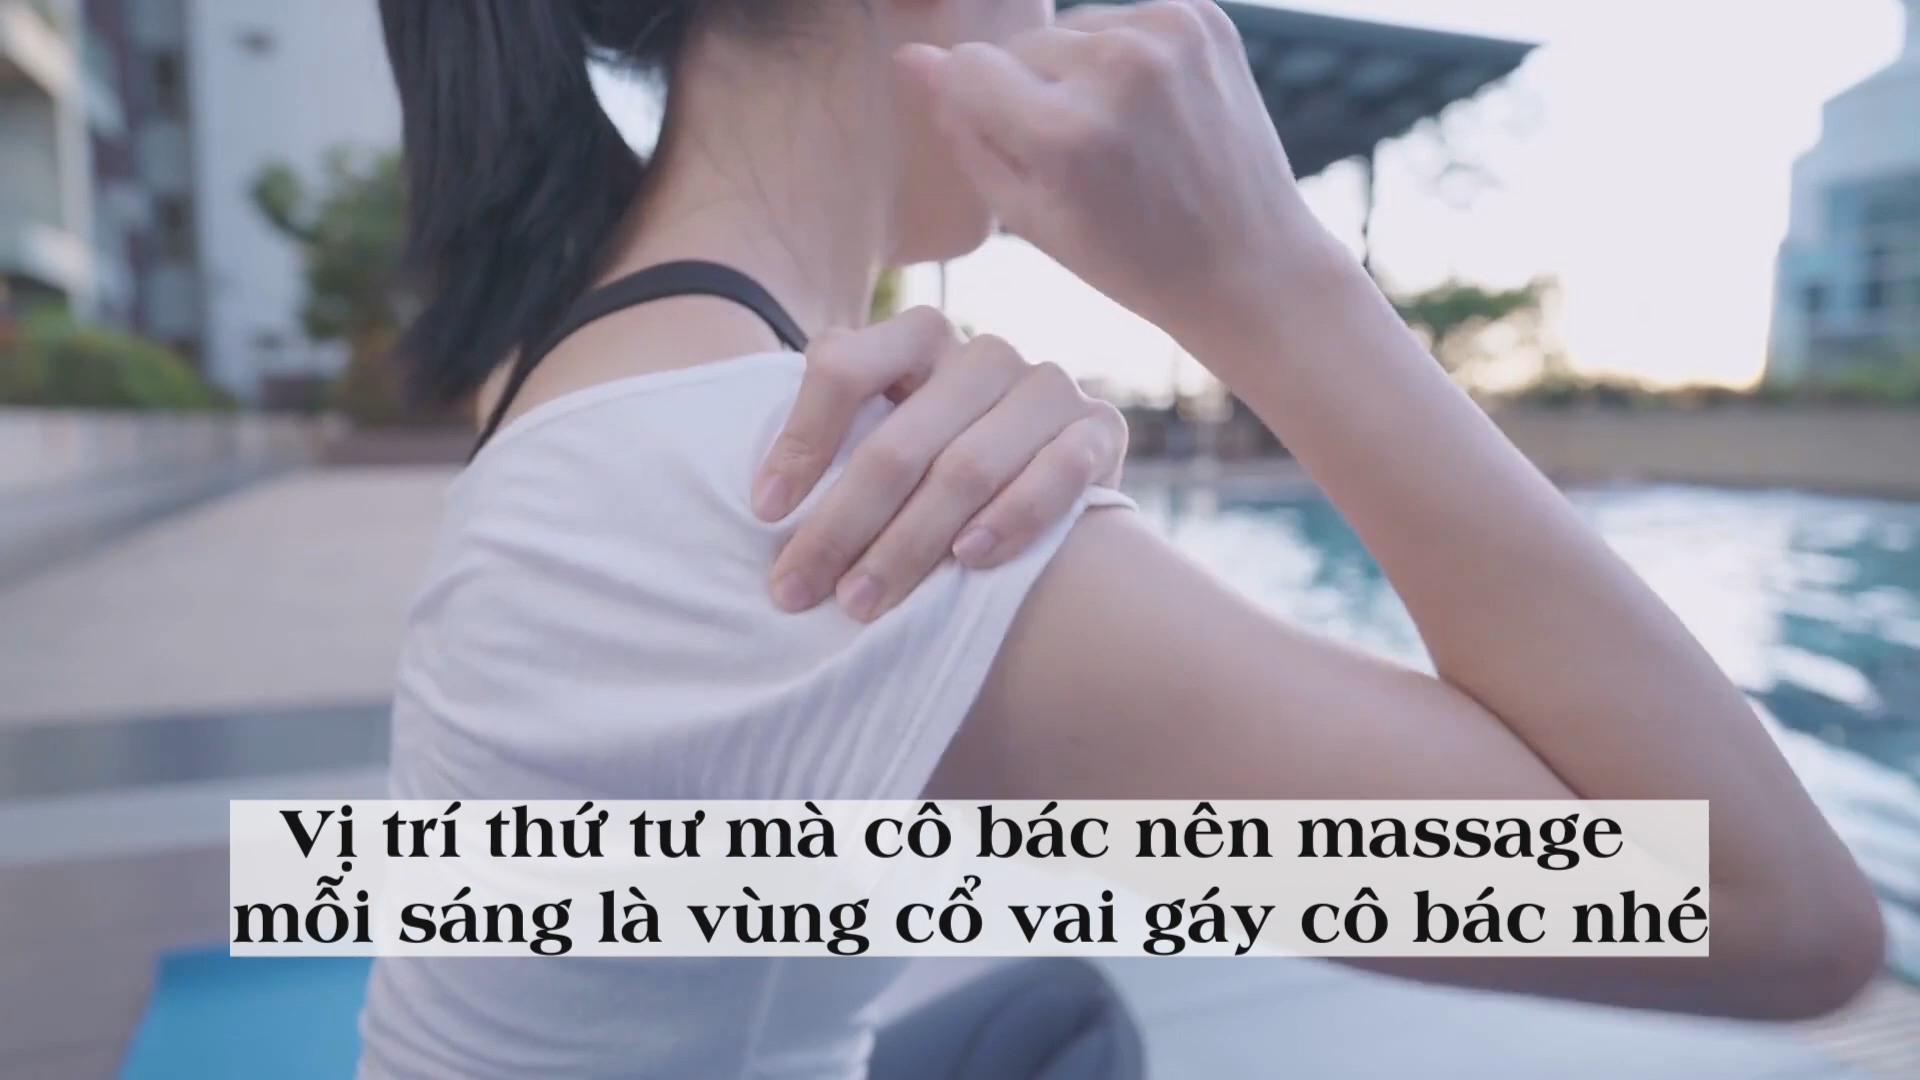 Vị trí thứ tư mà cô bác nên massage
mỗi sáng là vùng cổ vai gáy cô bác nhé